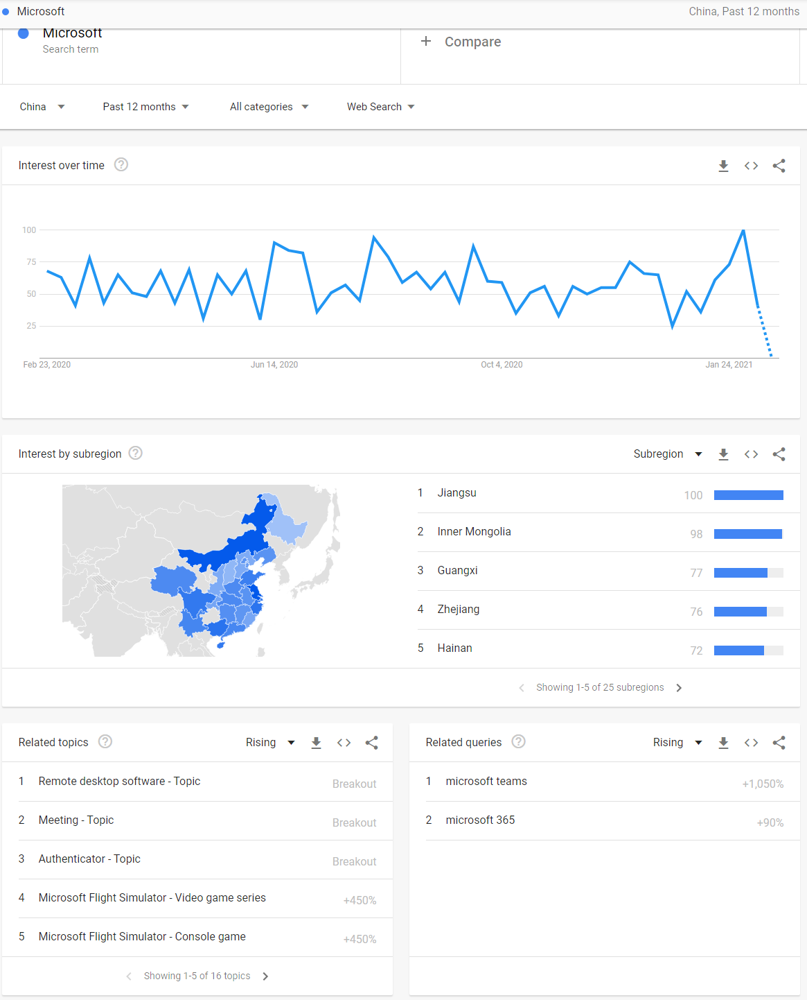 Microsoft
China, Past 12 months
Microsoft
Search term
Compare
China
Past 12 months
All categories
Web Search
Interest over time
100
75
50
25
Feb 23, 2020
Jun 14, 2020
Oct 4, 2020
Jan 24, 2021
Interest by subregion
Subregion
1 Jiangsu 100
2 Inner Mongolia 98
3 Guangxi 77
4 Zhejiang 76
5 Hainan 72
Showing 1-5 of 25 subregions
Related topics
Rising
1 Remote desktop software - Topic Breakout
2 Meeting - Topic Breakout
3 Authenticator - Topic Breakout
4 Microsoft Flight Simulator - Video game series +450%
5 Microsoft Flight Simulator - Console game +450%
Showing 1-5 of 16 topics
Related queries
Rising
1 microsoft teams +1,050%
2 microsoft 365 +90%